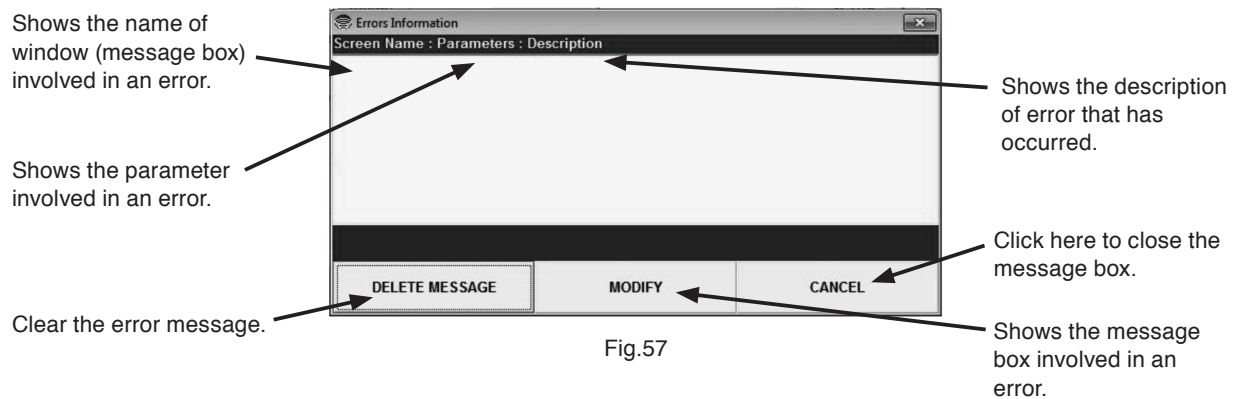 Shows the name of
window (message box)
involved in an error.
Shows the parameter
involved in an error.
Clear the error message.
Errors Information
Screen Name : Parameters : Description
DELETE MESSAGE
MODIFY
CANCEL
Fig.57
Shows the description
of error that has
occurred.
Click here to close the
message box.
Shows the message
box involved in an
error.